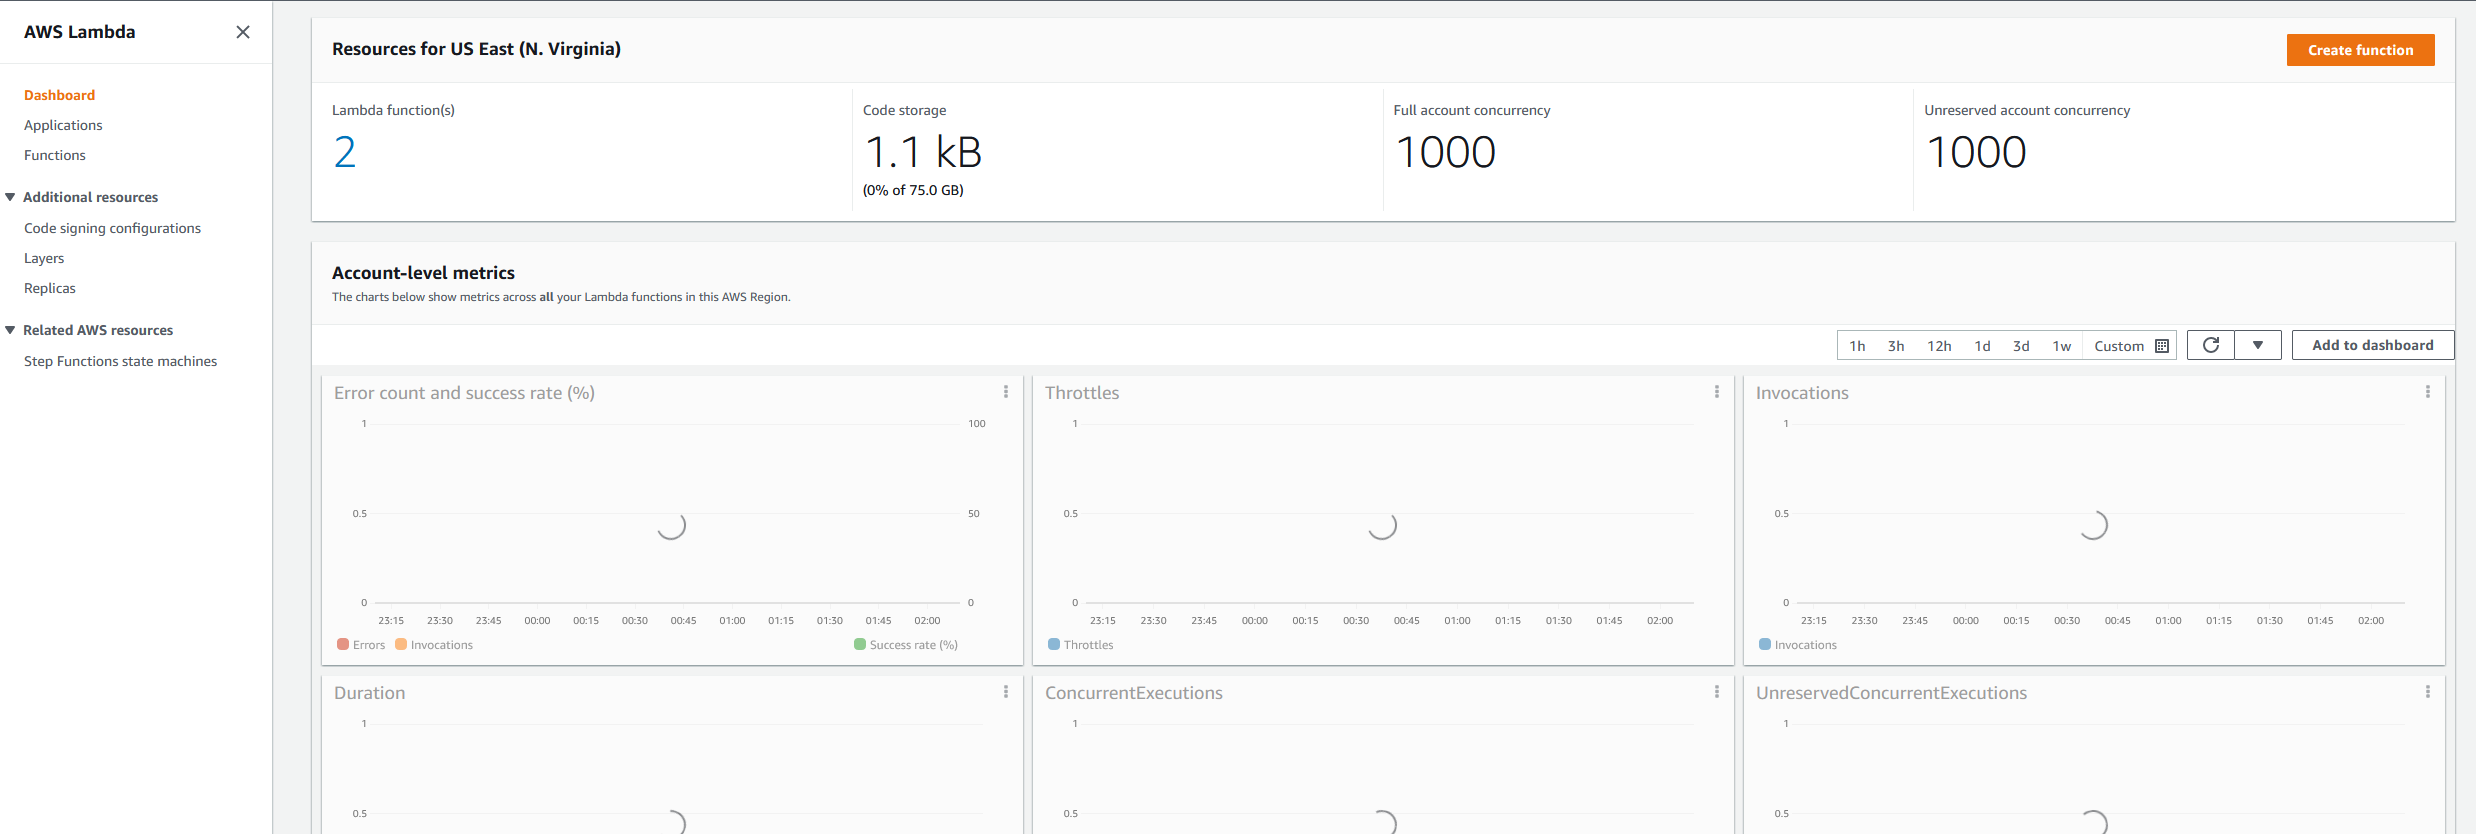 AWS Lambda
Dashboard
Applications
Functions
Additional resources
Code signing configurations
Layers
Replicas
Related AWS resources
Step Functions state machines
Resources for US East (N. Virginia)
Create function
Lambda function(s)
2
Code storage
1.1 kB
(0% of 75.0 GB)
Full account concurrency
1000
Unreserved account concurrency
1000
Account-level metrics
The charts below show metrics across all your Lambda functions in this AWS Region.
1h 3h 12h 1d 3d 1w Custom
Add to dashboard
Error count and success rate (%)
1 100
0.5 50
0 0
23:15 23:30 23:45 00:00 00:15 00:30 00:45 01:00 01:15 01:30 01:45 02:00
Errors Invocations Success rate (%)
Throttles
1
0.5
0
23:15 23:30 23:45 00:00 00:15 00:30 00:45 01:00 01:15 01:30 01:45 02:00
Throttles
Invocations
1
0.5
0
23:15 23:30 23:45 00:00 00:15 00:30 00:45 01:00 01:15 01:30 01:45 02:00
Invocations
Duration
1
0.5
ConcurrentExecutions
1
0.5
UnreservedConcurrentExecutions
1
0.5